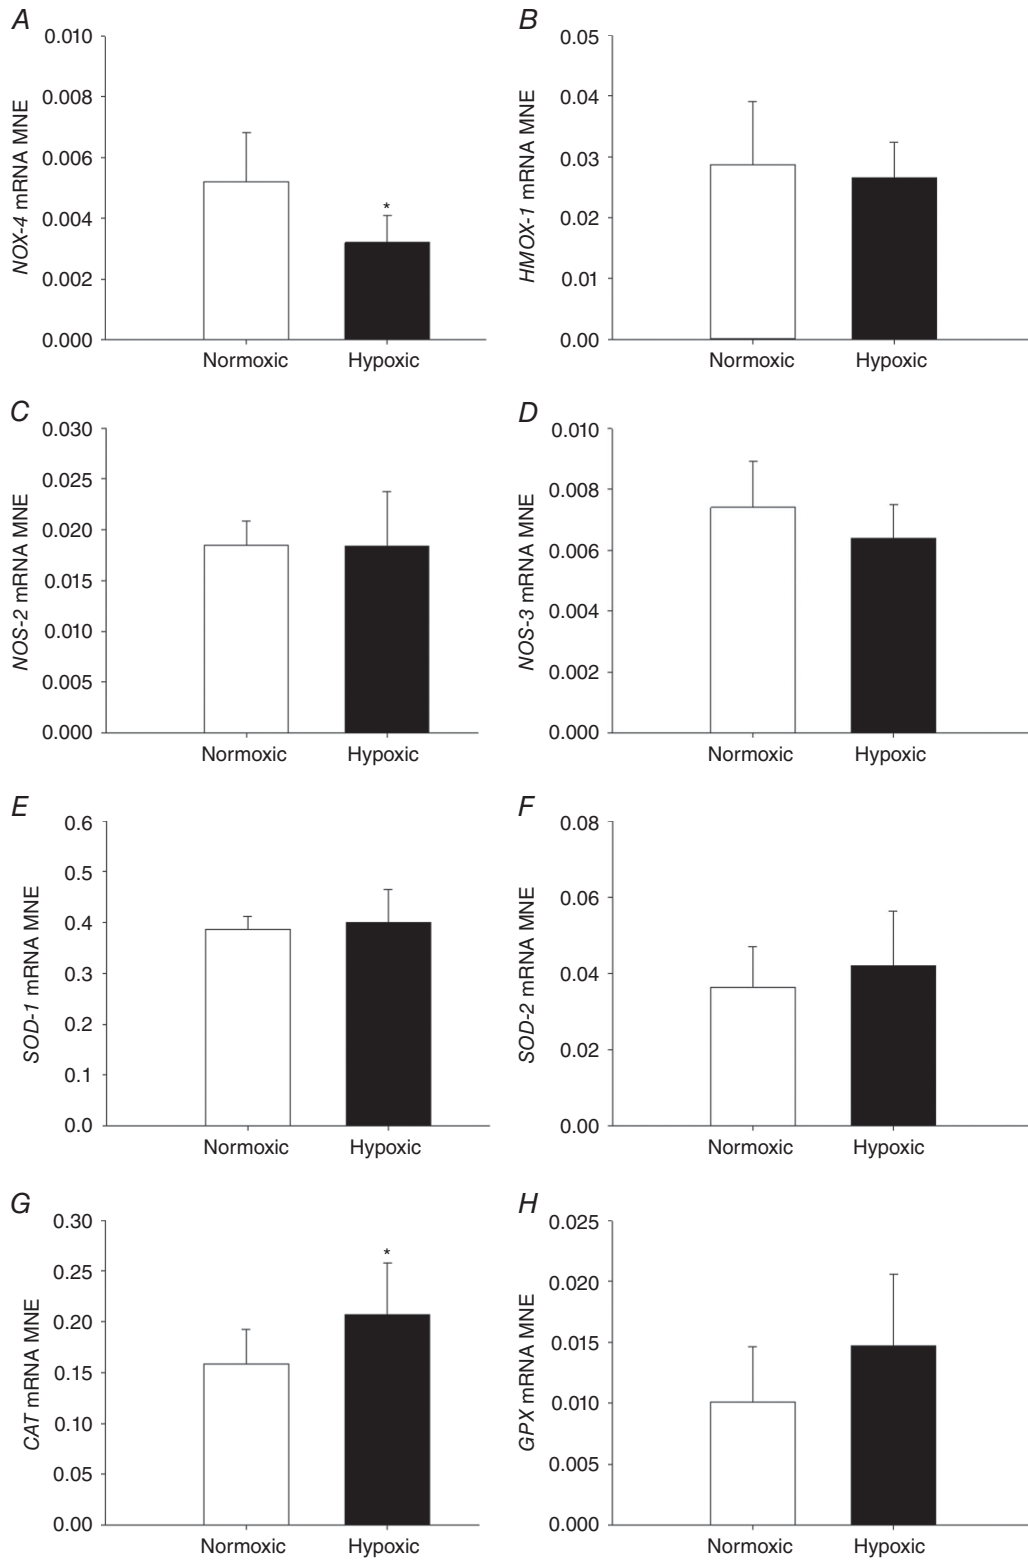 A
B
0.010
0.008
0.006
0.004
0.002
0.000
NOX-4 mRNA MNE
*
Normoxic
Hypoxic
0.05
0.04
0.03
0.02
0.01
0.00
HMOX-1 mRNA MNE
Normoxic
Hypoxic
C
D
0.030
0.025
0.020
0.015
0.010
0.005
0.000
NOS-2 mRNA MNE
Normoxic
Hypoxic
0.010
0.008
0.006
0.004
0.002
0.000
NOS-3 mRNA MNE
Normoxic
Hypoxic
E
F
0.6
0.5
0.4
0.3
0.2
0.1
0.0
SOD-1 mRNA MNE
Normoxic
Hypoxic
0.08
0.06
0.04
0.02
0.00
SOD-2 mRNA MNE
Normoxic
Hypoxic
G
H
0.30
0.25
0.20
0.15
0.10
0.05
0.00
CAT mRNA MNE
*
Normoxic
Hypoxic
0.025
0.020
0.015
0.010
0.005
0.000
GPX mRNA MNE
Normoxic
Hypoxic